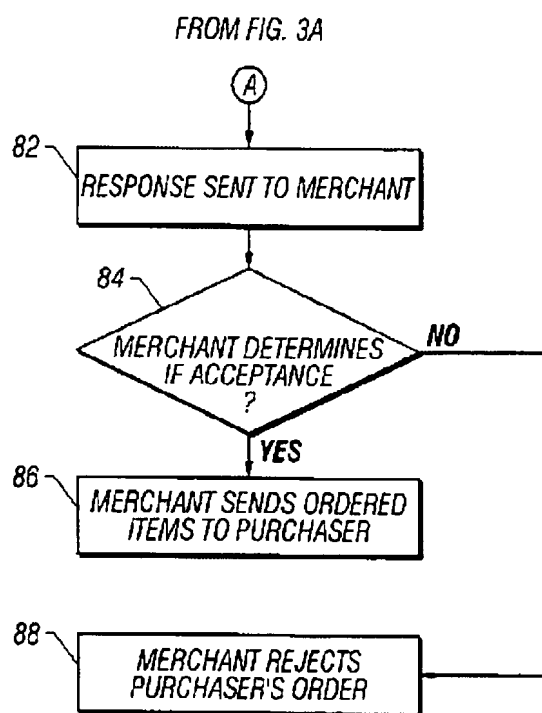 FROM FIG. 3A
A
82
RESPONSE SENT TO MERCHANT
84
MERCHANT DETERMINES
IF ACCEPTANCE
?
NO
YES
86
MERCHANT SENDS ORDERED
ITEMS TO PURCHASER
88
MERCHANT REJECTS
PURCHASER'S ORDER